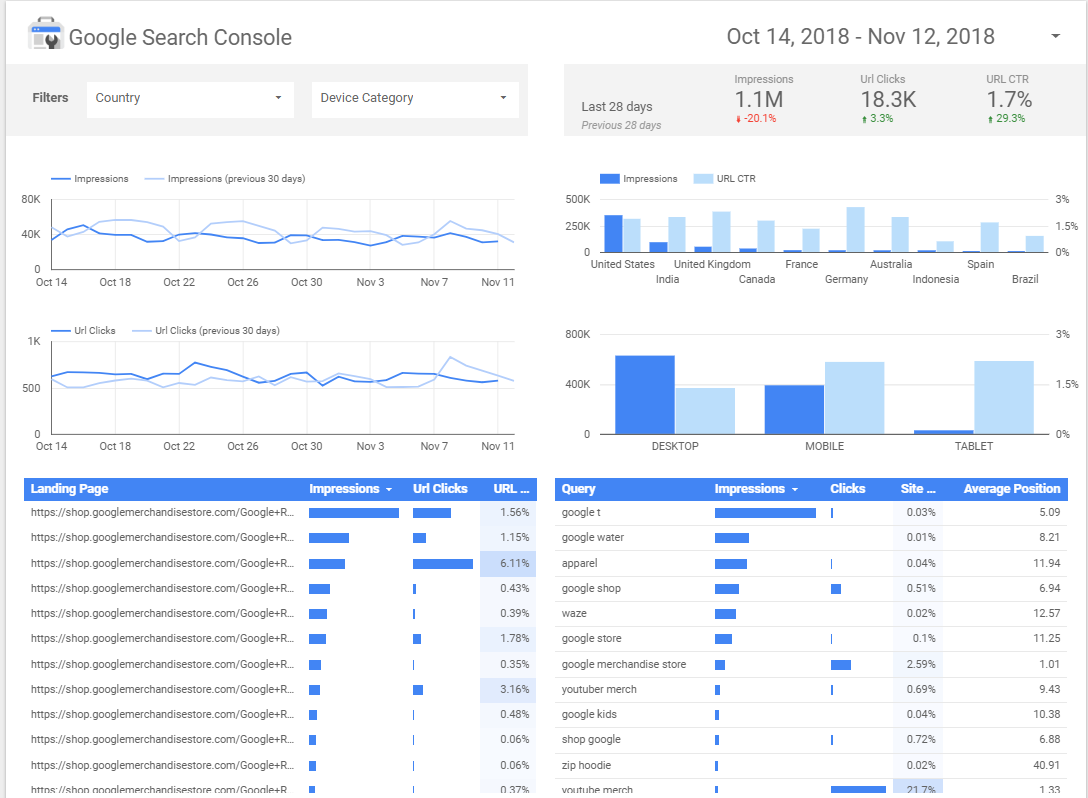 Google Search Console
Oct 14, 2018 - Nov 12, 2018
Filters
Country
Device Category
Last 28 days
Previous 28 days
Impressions
1.1M
-20.1%
Url Clicks
18.3K
3.3%
URL CTR
1.7%
29.3%
Impressions Impressions (previous 30 days)
80K
40K
0
Oct 14 Oct 18 Oct 22 Oct 26 Oct 30 Nov 3 Nov 7 Nov 11
Impressions URL CTR
500K 3%
250K 1.5%
0 0%
United States United Kingdom France Australia Spain
India Canada Germany Indonesia Brazil
Url Clicks Url Clicks (previous 30 days)
1K
500
0
Oct 14 Oct 18 Oct 22 Oct 26 Oct 30 Nov 3 Nov 7 Nov 11
800K 3%
400K 1.5%
0 0%
DESKTOP MOBILE TABLET
Landing Page Impressions Url Clicks URL ...
https://shop.googlemerchandisestore.com/Google+R... 1.56%
https://shop.googlemerchandisestore.com/Google+R... 1.15%
https://shop.googlemerchandisestore.com/Google+R... 6.11%
https://shop.googlemerchandisestore.com/Google+R... 0.43%
https://shop.googlemerchandisestore.com/Google+R... 0.39%
https://shop.googlemerchandisestore.com/Google+R... 1.78%
https://shop.googlemerchandisestore.com/Google+R... 0.35%
https://shop.googlemerchandisestore.com/Google+R... 3.16%
https://shop.googlemerchandisestore.com/Google+R... 0.48%
https://shop.googlemerchandisestore.com/Google+R... 0.06%
https://shop.googlemerchandisestore.com/Google+R... 0.06%
https://shop.googlemerchandisestore.com/Google+R... 0.37%
Query Impressions Clicks Site ... Average Position
google t 0.03% 5.09
google water 0.01% 8.21
apparel 0.04% 11.94
google shop 0.51% 6.94
waze 0.02% 12.57
google store 0.1% 11.25
google merchandise store 2.59% 1.01
youtuber merch 0.69% 9.43
google kids 0.04% 10.38
shop google 0.72% 6.88
zip hoodie 0.02% 40.91
youtube merch 21.7% 1.33